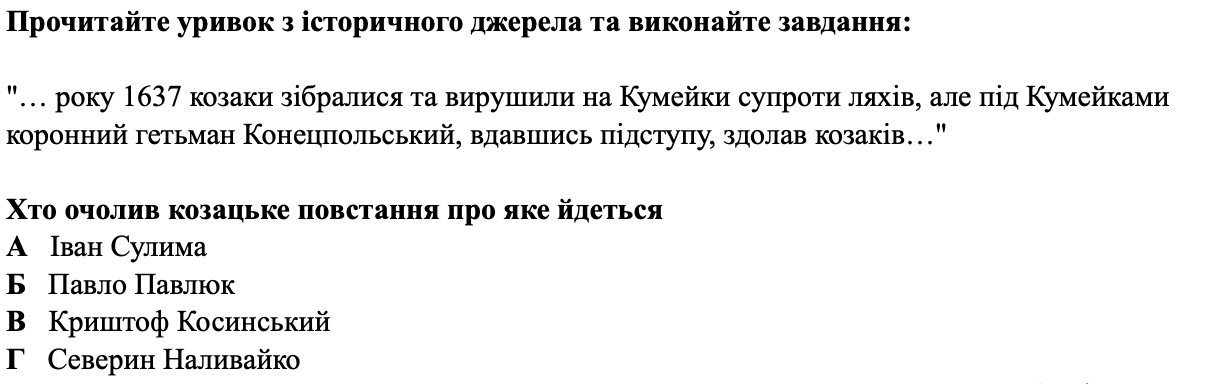 Прочитайте уривок з історичного джерела та виконайте завдання:
"… року 1637 козаки зібралися та вирушили на Кумейки супроти ляхів, але під Кумейками
коронний гетьман Конецпольський, вдавшись підступу, здолав козаків…"
Хто очолив козацьке повстання про яке йдеться
А Іван Сулима
Б Павло Павлюк
В Криштоф Косинський
Г Северин Наливайко